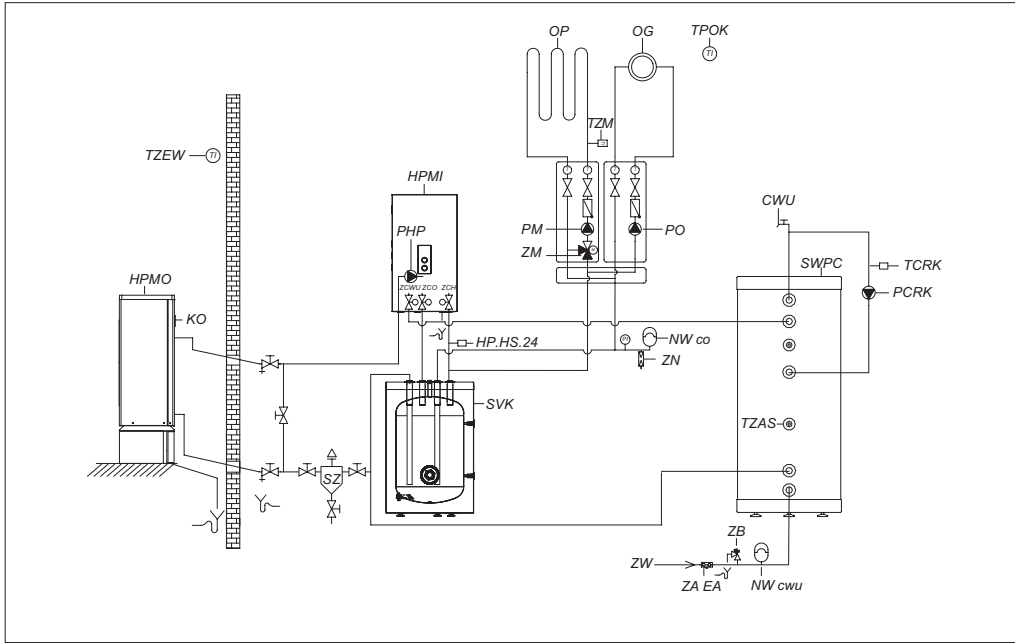 OP OG TPOK
TI
TZM
TZEW TI
HPMI
CWU
PHP
PM PO
ZM
SWPC
TCRK
HPMO
ZCWU ZCO ZCH
PCRK
KO
HP.HS.24
NW co
ZN
SVK
TZAS
SZ
ZB
ZW
ZA EA NW cwu